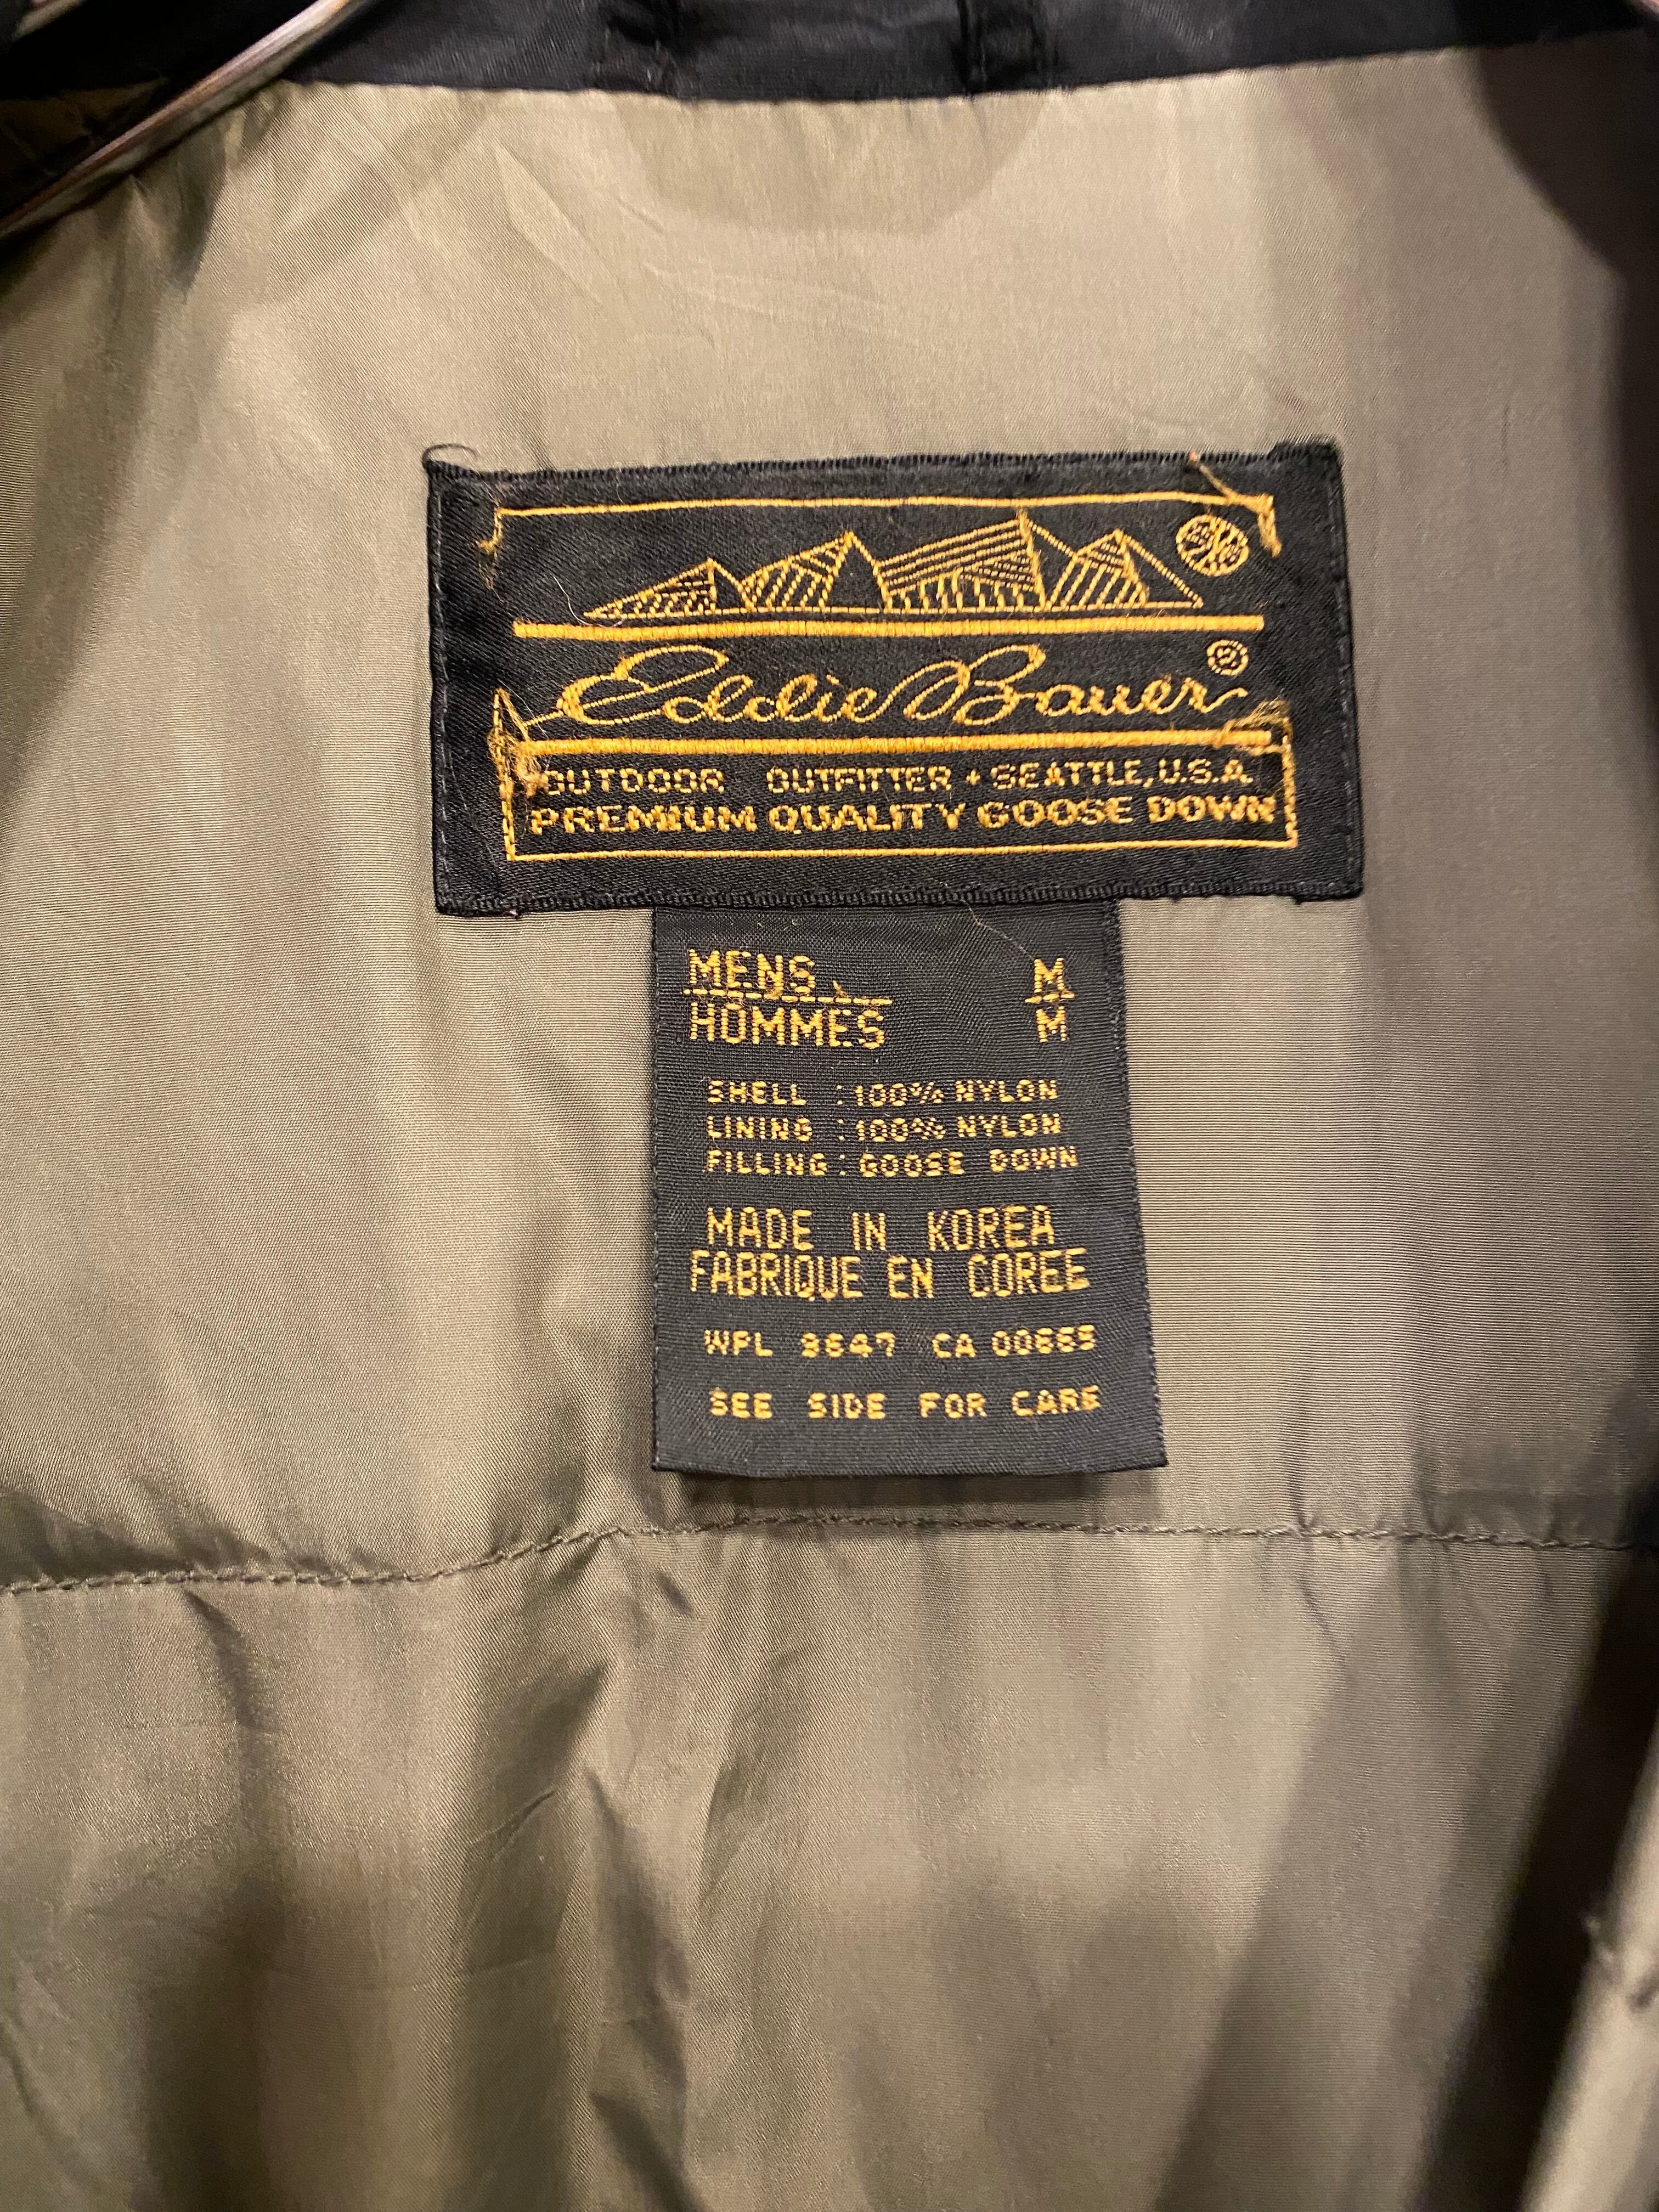 Eddie Bauer®
OUTDOOR OUTFITTER • SEATTLE, U.S.A.
PREMIUM QUALITY GOOSE DOWN
MENS M
HOMMES M
SHELL : 100% NYLON
LINING : 100% NYLON
FILLING : GOOSE DOWN
MADE IN KOREA
FABRIQUE EN COREE
WPL 9647 CA 00665
SEE SIDE FOR CARE